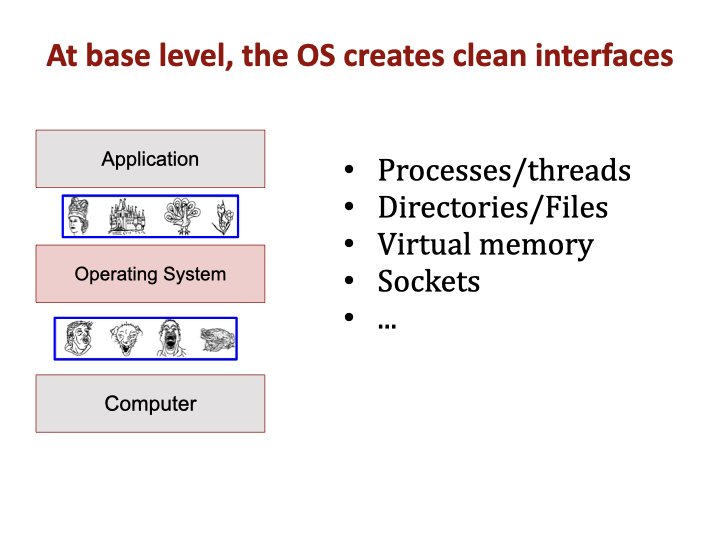 At base level, the OS creates clean interfaces
Application
Operating System
Computer
• Processes/threads
• Directories/Files
• Virtual memory
• Sockets
• …